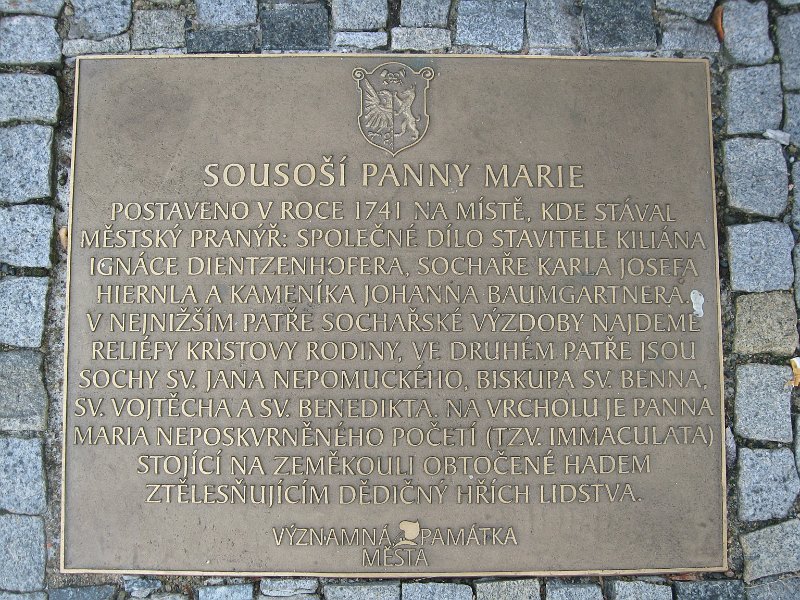 SOUSOŠÍ PANNY MARIE
POSTAVENO V ROCE 1741 NA MÍSTĚ, KDE STÁVAL
MĚSTSKÝ PRANÝŘ: SPOLEČNÉ DÍLO STAVITELE KILIÁNA
IGNÁCE DIENTZENHOFERA, SOCHAŘE KARLA JOSEFA
HIERNLA A KAMENÍKA JOHANNA BAUMGARTNERA.
V NEJNIŽŠÍM PATŘE SOCHAŘSKÉ VÝZDOBY NAJDEME
RELIÉFY KRISTOVY RODINY, VE DRUHÉM PATŘE JSOU
SOCHY SV. JANA NEPOMUCKÉHO, BISKUPA SV. BENNA,
SV. VOJTĚCHA A SV. BENEDIKTA. NA VRCHOLU JE PANNA
MARIA NEPOSKVRNĚNÉHO POČETÍ (TZV. IMMACULATA)
STOJÍCÍ NA ZEMĚKOULI OBTOČENÉ HADEM
ZTĚLESŇUJÍCÍM DĚDIČNÝ HŘÍCH LIDSTVA.
VÝZNAMNÁ PAMÁTKA
MĚSTA